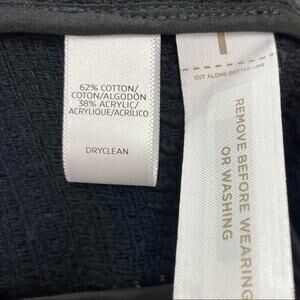 62% COTTON/
COTON/ALGODÓN
38% ACRYLIC/
ACRYLIQUE/ACRÍLICO
DRYCLEAN
CUT ALONG DOTTED LINE
REMOVE BEFORE WEARING
OR WASHING